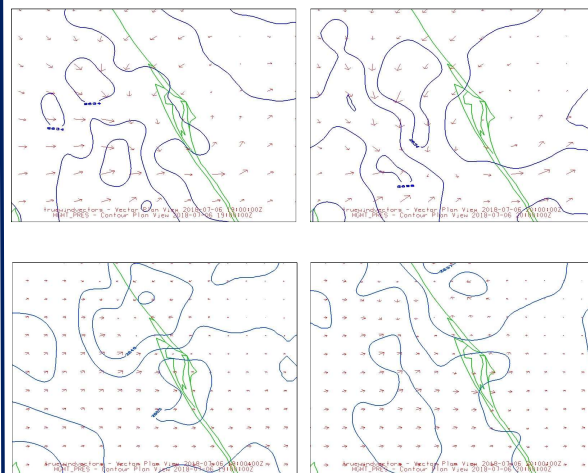 truewindvectors - Vector Plan View 2018-07-06 19:00:00Z
HGHT_PRES - Contour Plan View 2018-07-06 19:00:00Z
truewindvectors - Vector Plan View 2018-07-06 20:00:00Z
HGHT_PRES - Contour Plan View 2018-07-06 20:00:00Z
truewindvectors - Vector Plan View 2018-07-06 19:00:00Z
HGHT_PRES - Contour Plan View 2018-07-06 19:00:00Z
truewindvectors - Vector Plan View 2018-07-06 20:00:00Z
HGHT_PRES - Contour Plan View 2018-07-06 20:00:00Z